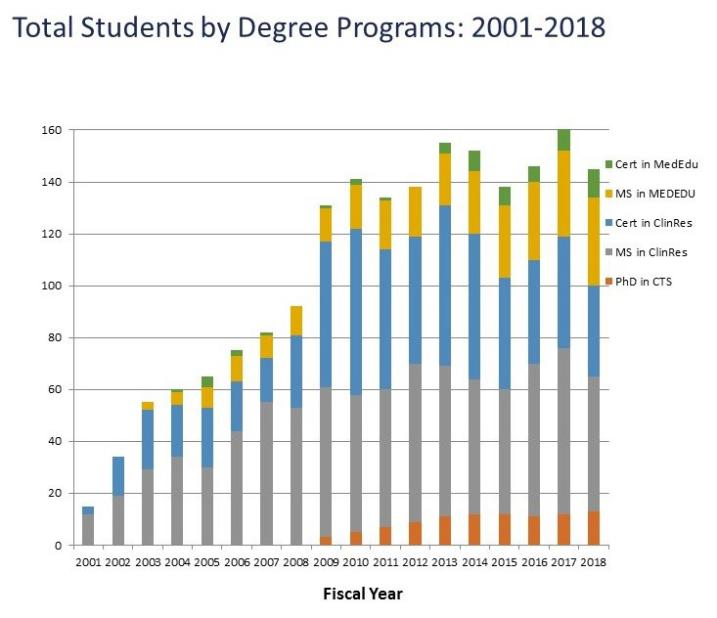 Total Students by Degree Programs: 2001-2018
160
140
120
100
80
60
40
20
0
Cert in MedEdu
MS in MEDEDU
Cert in ClinRes
MS in ClinRes
PhD in CTS
2001 2002 2003 2004 2005 2006 2007 2008 2009 2010 2011 2012 2013 2014 2015 2016 2017 2018
Fiscal Year